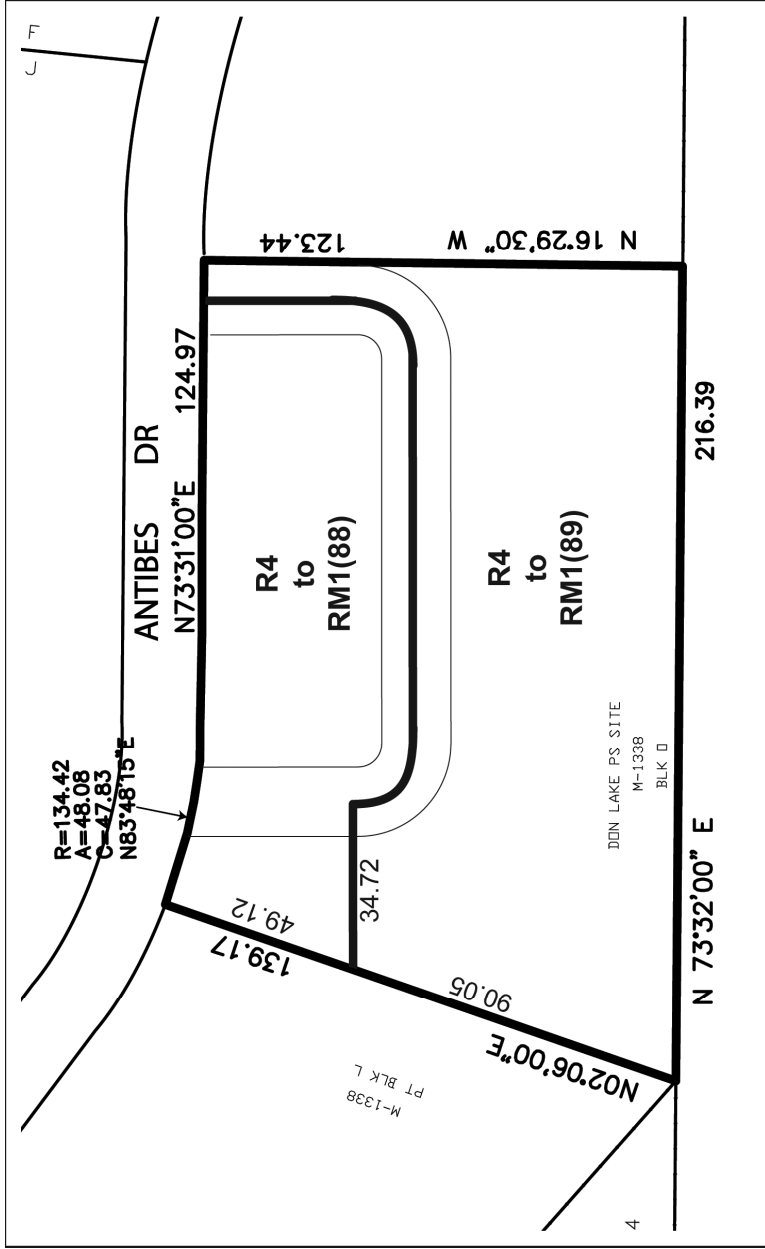 F
J
ANTIBES DR
N73°31'00"E 124.97
R=134.42
A=48.08
C=47.83
N83°48'15"E
123.44
N 16°29'30" W
R4
to
RM1(88)
R4
to
RM1(89)
49.12
139.17
34.72
90.05
N02°06'00"E
M-1338
PT BLK L
DON LAKE PS SITE
M-1338
BLK
216.39
N 73°32'00" E
4